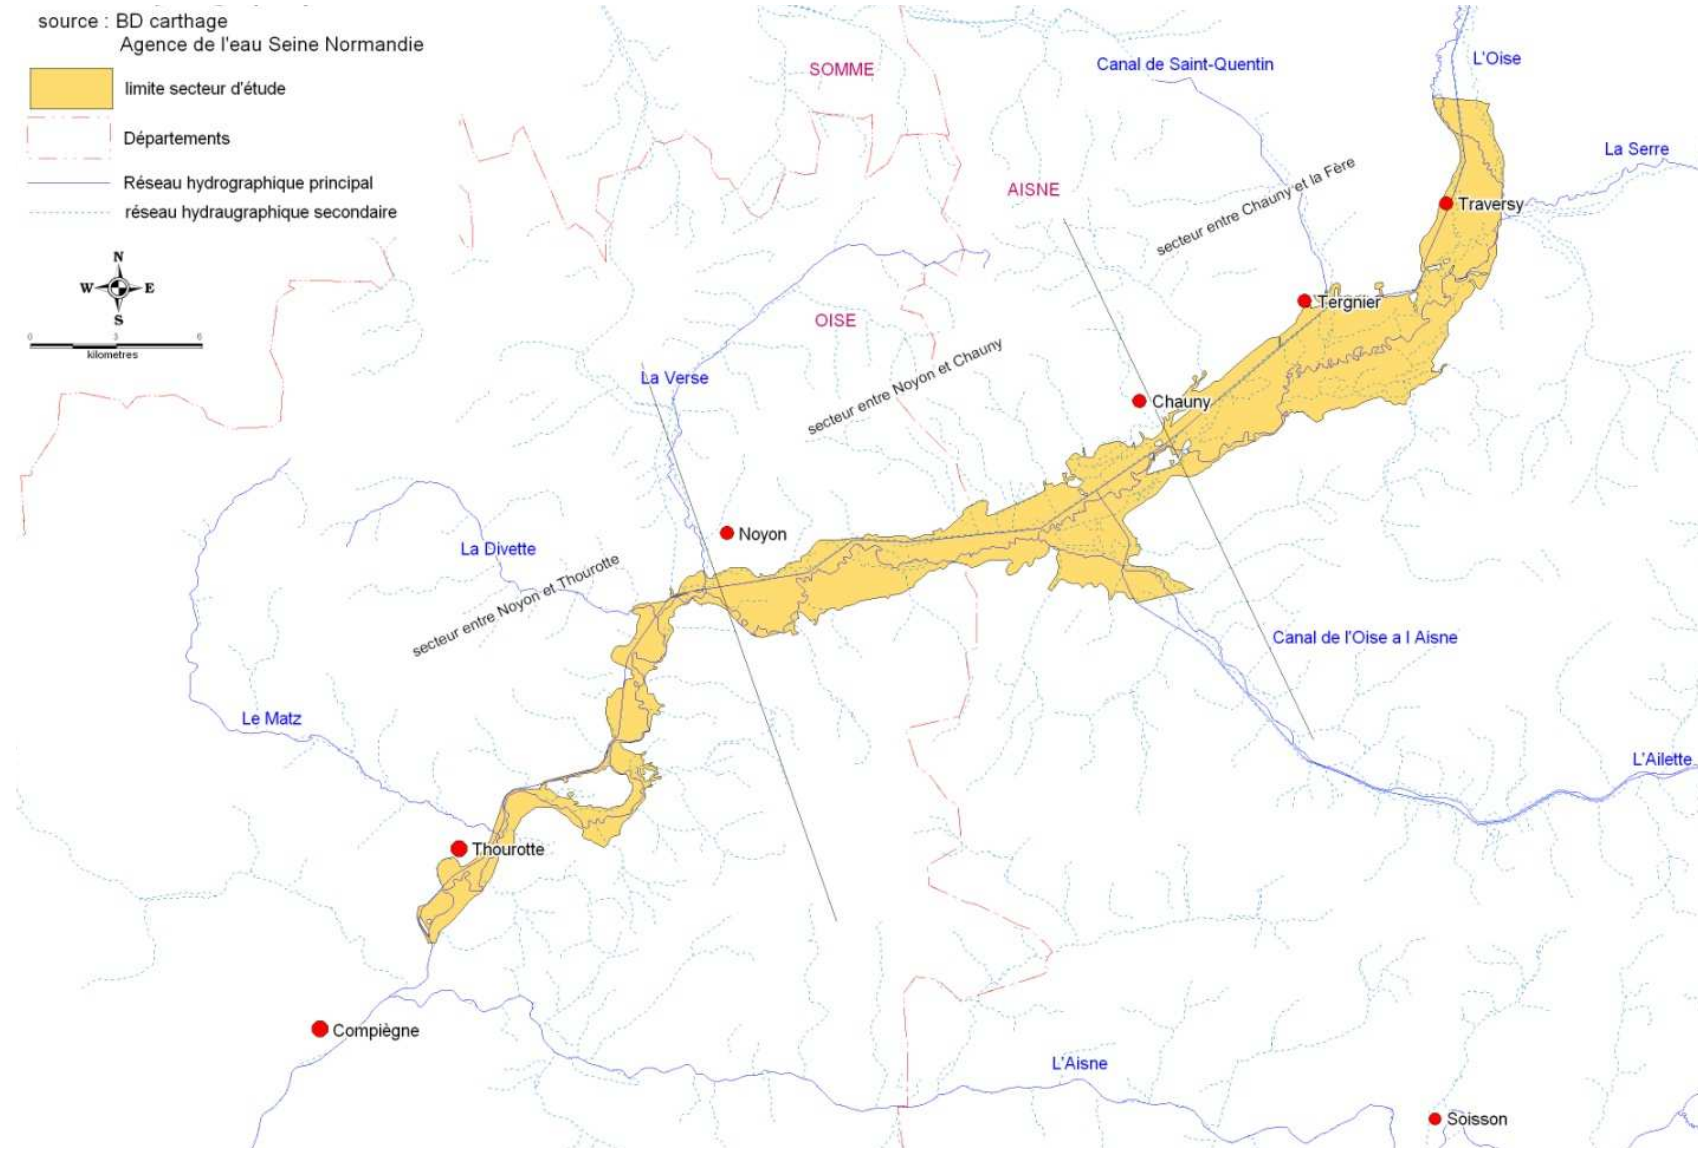 source : BD carthage
Agence de l'eau Seine Normandie
limite secteur d'étude
Départements
Réseau hydrographique principal
réseau hydraugraphique secondaire
N
W E
S
0 3 6
kilometres
SOMME
Canal de Saint-Quentin
L'Oise
La Serre
AISNE
secteur entre Chauny et la Fère
Traversy
Tergnier
OISE
La Verse
secteur entre Noyon et Chauny
Chauny
Noyon
La Divette
secteur entre Noyon et Thourotte
Canal de l'Oise a l Aisne
Le Matz
L'Ailette
Thourotte
Compiègne
L'Aisne
Soisson